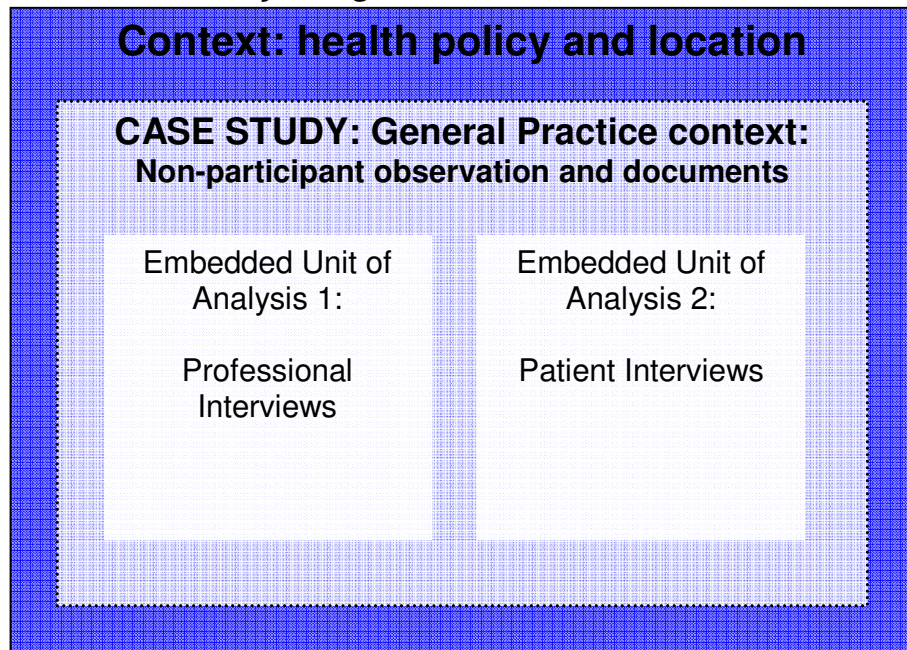 Context: health policy and location
CASE STUDY: General Practice context:
Non-participant observation and documents
Embedded Unit of
Analysis 1:
Professional
Interviews
Embedded Unit of
Analysis 2:
Patient Interviews